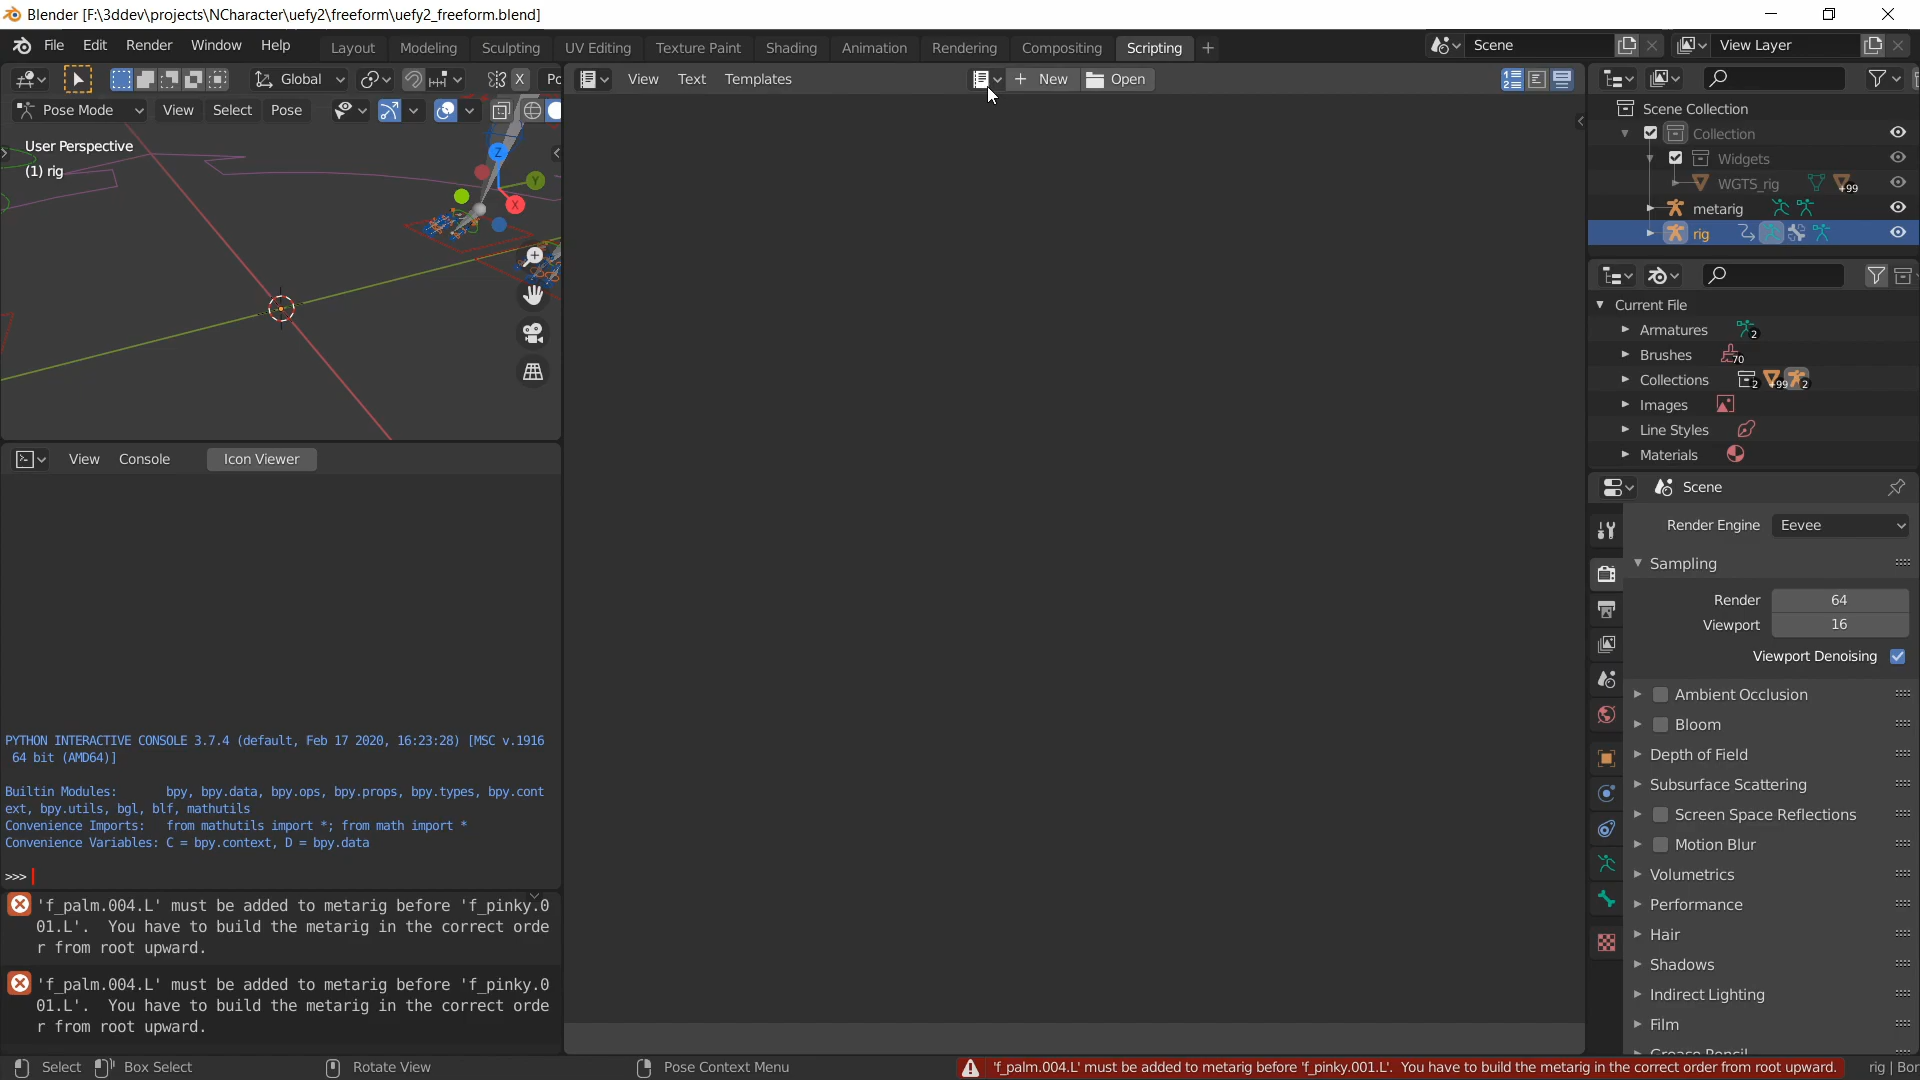 Blender [F:\3ddev\projects\NCharacter\uefy2\freeform\uefy2_freeform.blend]
File Edit Render Window Help Layout Modeling Sculpting UV Editing Texture Paint Shading Animation Rendering Compositing Scripting + Scene View Layer
Global X Po View Text Templates New Open
Pose Mode View Select Pose
User Perspective
(1) rig
Z
Y
X
Scene Collection
Collection
Widgets
WGTS_rig +99
metarig
rig
Current File
Armatures 2
Brushes 70
Collections 2 +99 2
Images
Line Styles
Materials
View Console Icon Viewer
PYTHON INTERACTIVE CONSOLE 3.7.4 (default, Feb 17 2020, 16:23:28) [MSC v.1916
64 bit (AMD64)]
Builtin Modules: bpy, bpy.data, bpy.ops, bpy.props, bpy.types, bpy.cont
ext, bpy.utils, bgl, blf, mathutils
Convenience Imports: from mathutils import *; from math import *
Convenience Variables: C = bpy.context, D = bpy.data
>>>
'f_palm.004.L' must be added to metarig before 'f_pinky.0
01.L'. You have to build the metarig in the correct orde
r from root upward.
'f_palm.004.L' must be added to metarig before 'f_pinky.0
01.L'. You have to build the metarig in the correct orde
r from root upward.
Scene
Render Engine Eevee
Sampling
Render 64
Viewport 16
Viewport Denoising
Ambient Occlusion
Bloom
Depth of Field
Subsurface Scattering
Screen Space Reflections
Motion Blur
Volumetrics
Performance
Hair
Shadows
Indirect Lighting
Film
Grease Pencil
Select Box Select Rotate View Pose Context Menu 'f_palm.004.L' must be added to metarig before 'f_pinky.001.L'. You have to build the metarig in the correct order from root upward. rig | Bor